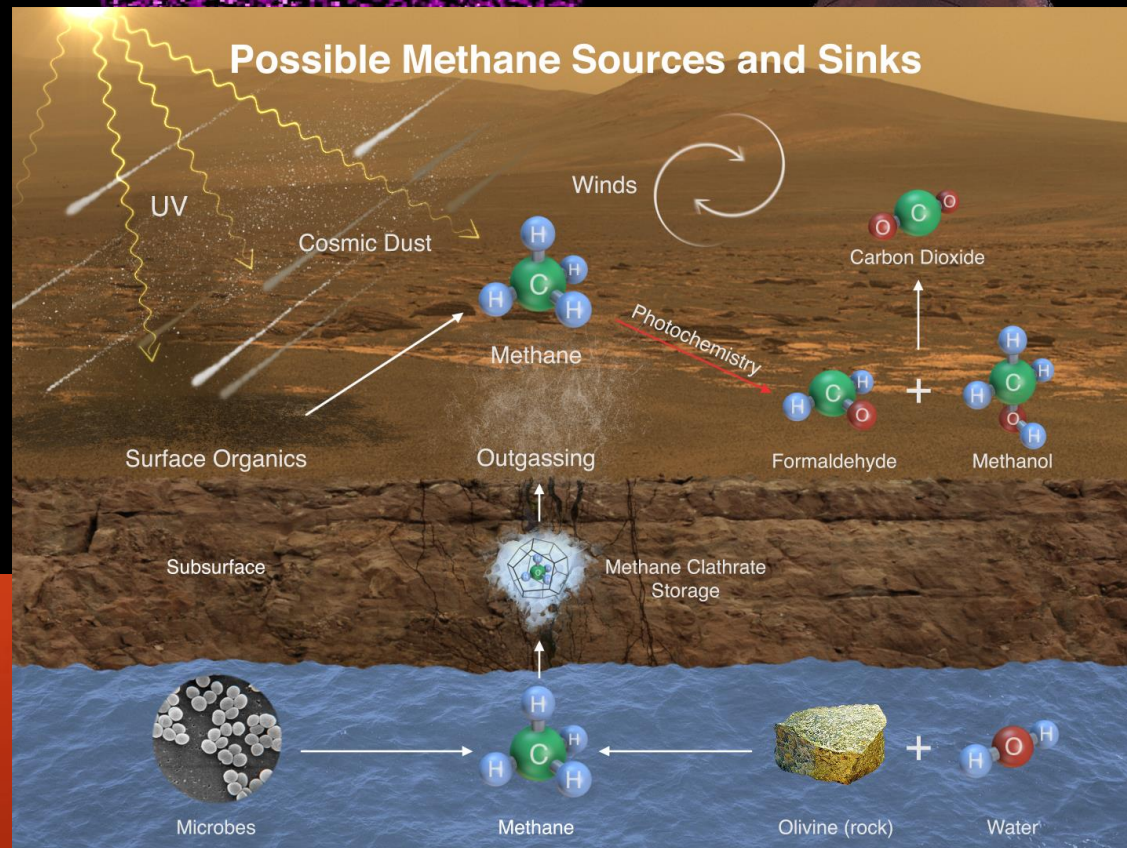 Possible Methane Sources and Sinks
UV
Cosmic Dust
Winds
H
H
C
H
H
Methane
Photochemistry
O
C
O
Carbon Dioxide
H
C
H
O
Formaldehyde
+
H
H
C
H
O
H
Methanol
Surface Organics
Outgassing
Subsurface
C
Methane Clathrate
Storage
Microbes
H
H
C
H
H
Methane
Olivine (rock)
+
H
O
H
Water